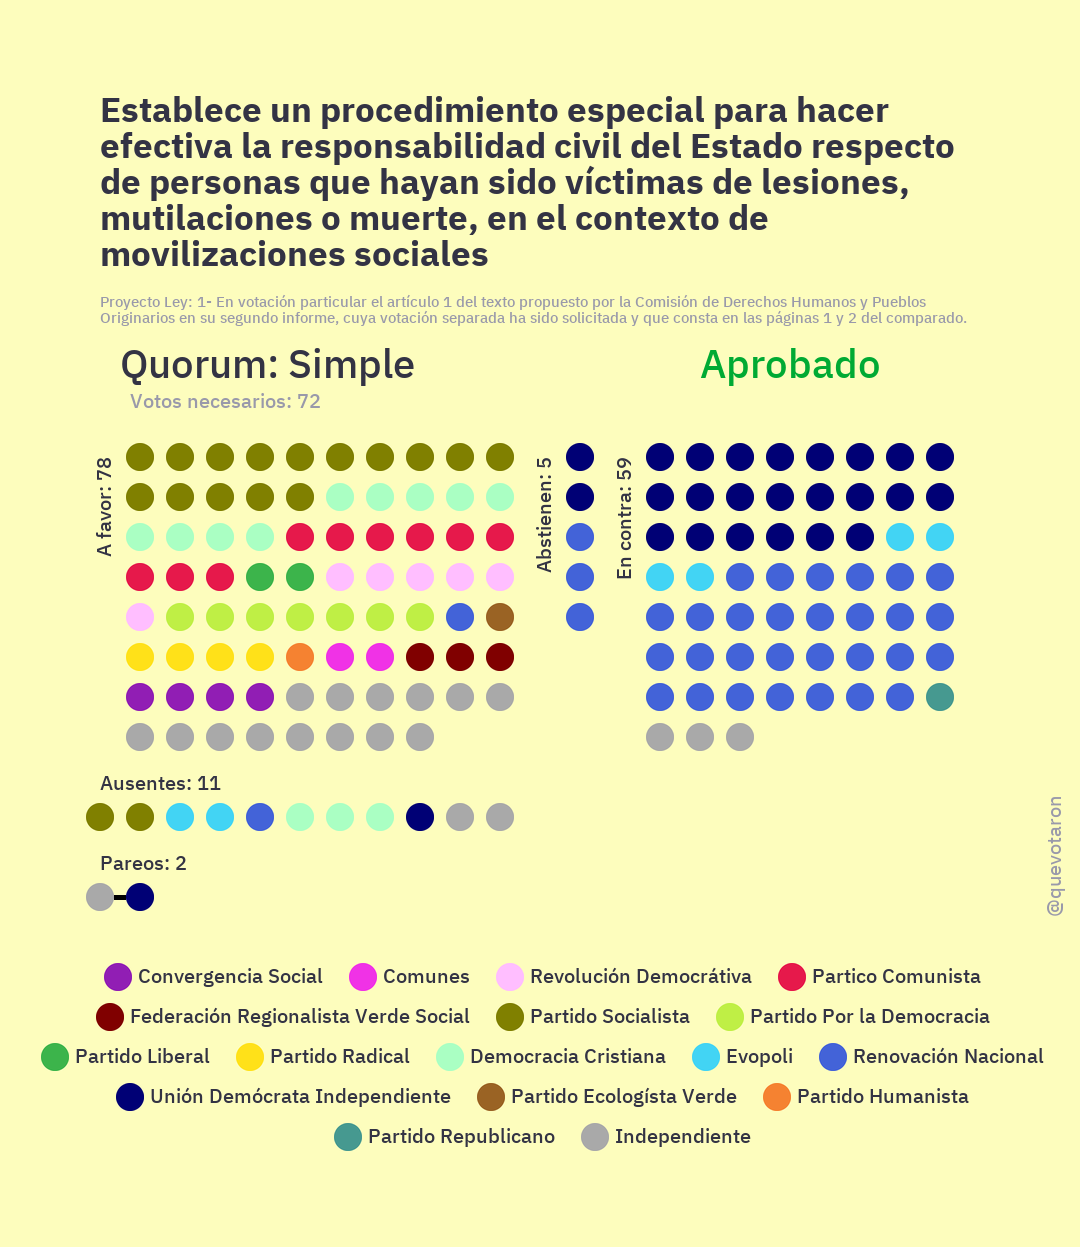 Establece un procedimiento especial para hacer
efectiva la responsabilidad civil del Estado respecto
de personas que hayan sido víctimas de lesiones,
mutilaciones o muerte, en el contexto de
movilizaciones sociales
Proyecto Ley: 1- En votación particular el artículo 1 del texto propuesto por la Comisión de Derechos Humanos y Pueblos
Originarios en su segundo informe, cuya votación separada ha sido solicitada y que consta en las páginas 1 y 2 del comparado.
Quorum: Simple
Votos necesarios: 72
Aprobado
A favor: 78
Abstienen: 5
En contra: 59
Ausentes: 11
Pareos: 2
@quevotaron
Convergencia Social Comunes Revolución Democrátiva Partico Comunista
Federación Regionalista Verde Social Partido Socialista Partido Por la Democracia
Partido Liberal Partido Radical Democracia Cristiana Evopoli Renovación Nacional
Unión Demócrata Independiente Partido Ecologísta Verde Partido Humanista
Partido Republicano Independiente